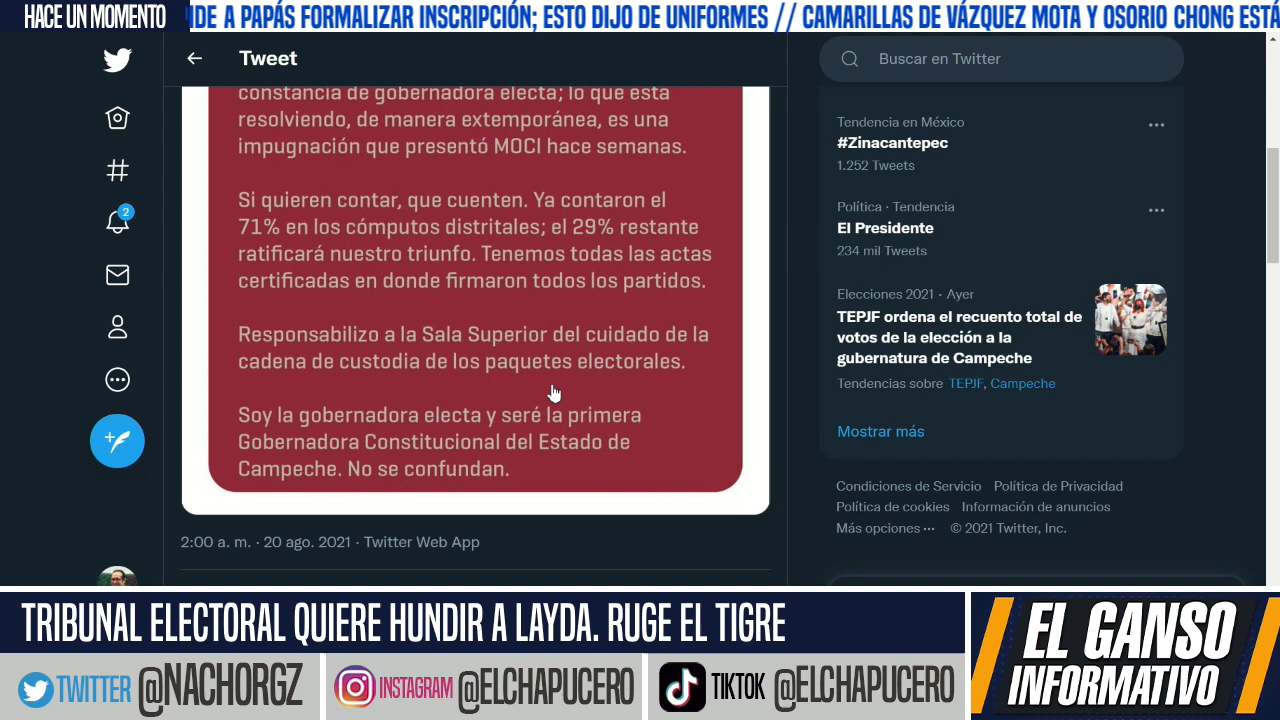 HACE UN MOMENTO
IDE A PAPÁS FORMALIZAR INSCRIPCIÓN; ESTO DIJO DE UNIFORMES // CAMARILLAS DE VÁZQUEZ MOTA Y OSORIO CHONG ESTÁ
Tweet
constancia de gobernadora electa; lo que está
resolviendo, de manera extemporánea, es una
impugnación que presentó MOCI hace semanas.
Si quieren contar, que cuenten. Ya contaron el
71% en los cómputos distritales; el 29% restante
ratificará nuestro triunfo. Tenemos todas las actas
certificadas en donde firmaron todos los partidos.
Responsabilizo a la Sala Superior del cuidado de la
cadena de custodia de los paquetes electorales.
Soy la gobernadora electa y seré la primera
Gobernadora Constitucional del Estado de
Campeche. No se confundan.
2:00 a. m. · 20 ago. 2021 · Twitter Web App
2
Buscar en Twitter
Tendencia en México
#Zinacantepec
1.252 Tweets
Política · Tendencia
El Presidente
234 mil Tweets
Elecciones 2021 · Ayer
TEPJF ordena el recuento total de
votos de la elección a la
gubernatura de Campeche
Tendencias sobre TEPJF, Campeche
Mostrar más
Condiciones de Servicio Política de Privacidad
Política de cookies Información de anuncios
Más opciones ··· © 2021 Twitter, Inc.
TRIBUNAL ELECTORAL QUIERE HUNDIR A LAYDA. RUGE EL TIGRE
TWITTER @NACHORGZ
INSTAGRAM @ELCHAPUCERO
TIKTOK @ELCHAPUCERO
EL GANSO
INFORMATIVO